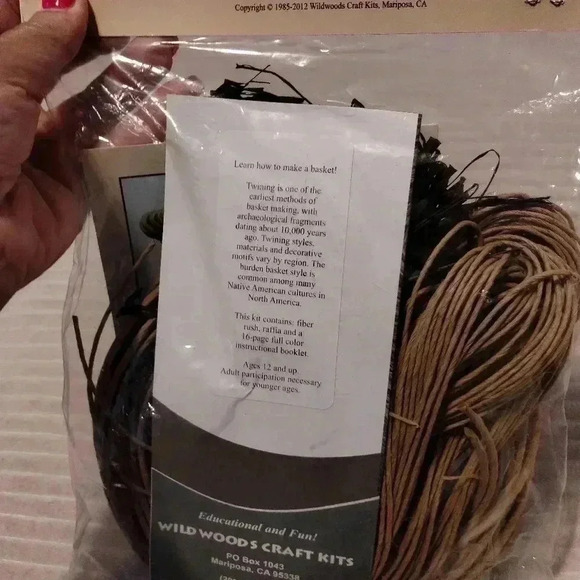 Copyright © 1985-2012 Wildwoods Craft Kits, Mariposa, CA
Learn how to make a basket!
Twining is one of the
earliest methods of
basket making, with
archaeological fragments
dating about 10,000 years
ago. Twining styles,
materials and decorative
motifs vary by region. The
burden basket style is
common among many
Native American cultures in
North America.
This kit contains: fiber
rush, raffia and a
16-page full color
instructional booklet.
Ages 12 and up.
Adult participation necessary
for younger ages.
Educational and Fun!
WILD WOODS CRAFT KITS
PO Box 1043
Mariposa, CA 95338